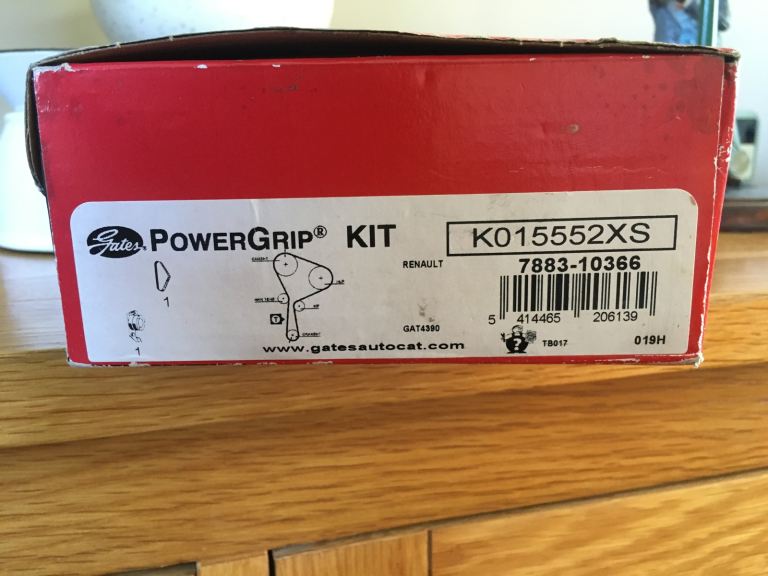 Gates POWERGRIP® KIT
K015552XS
RENAULT
7883-10366
1
GAT4390
5 414465 206139
1
www.gatesautocat.com
?
TB017
019H